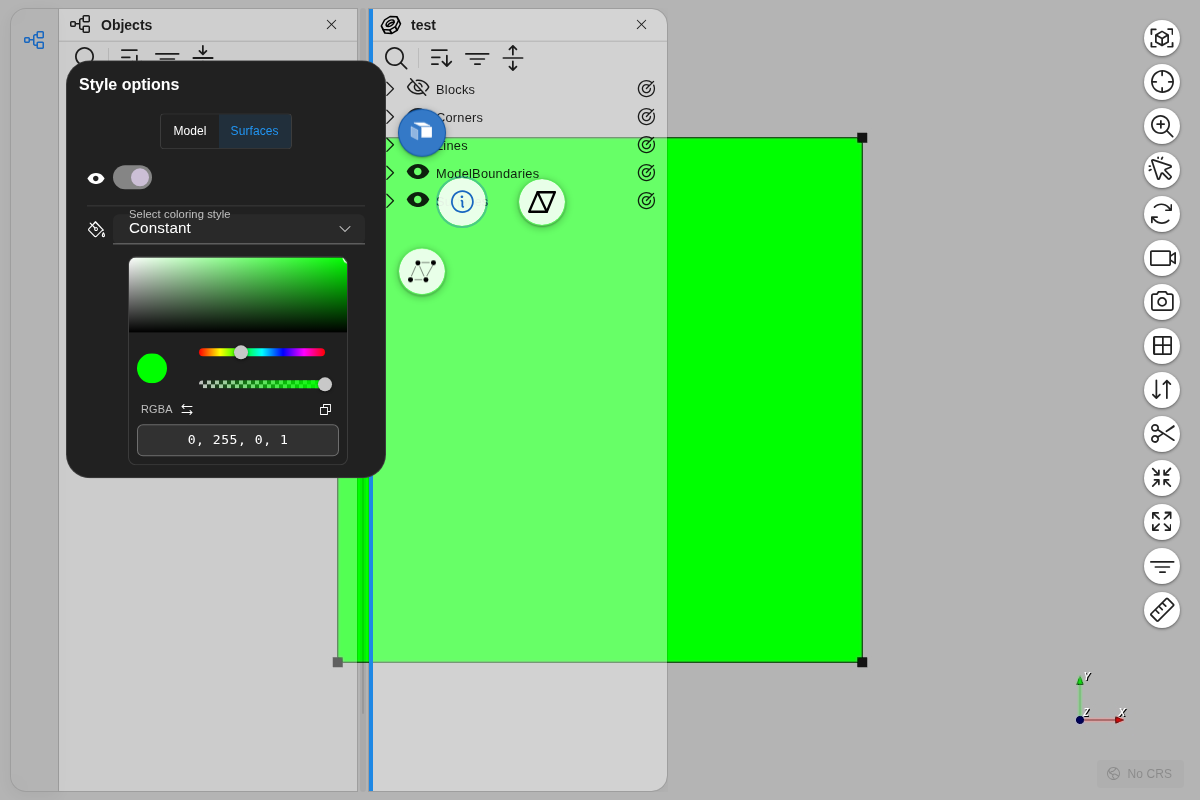 Objects
test
Style options
Model
Surfaces
Select coloring style
Constant
RGBA
0, 255, 0, 1
Blocks
Corners
Lines
ModelBoundaries
Y
Z
X
No CRS